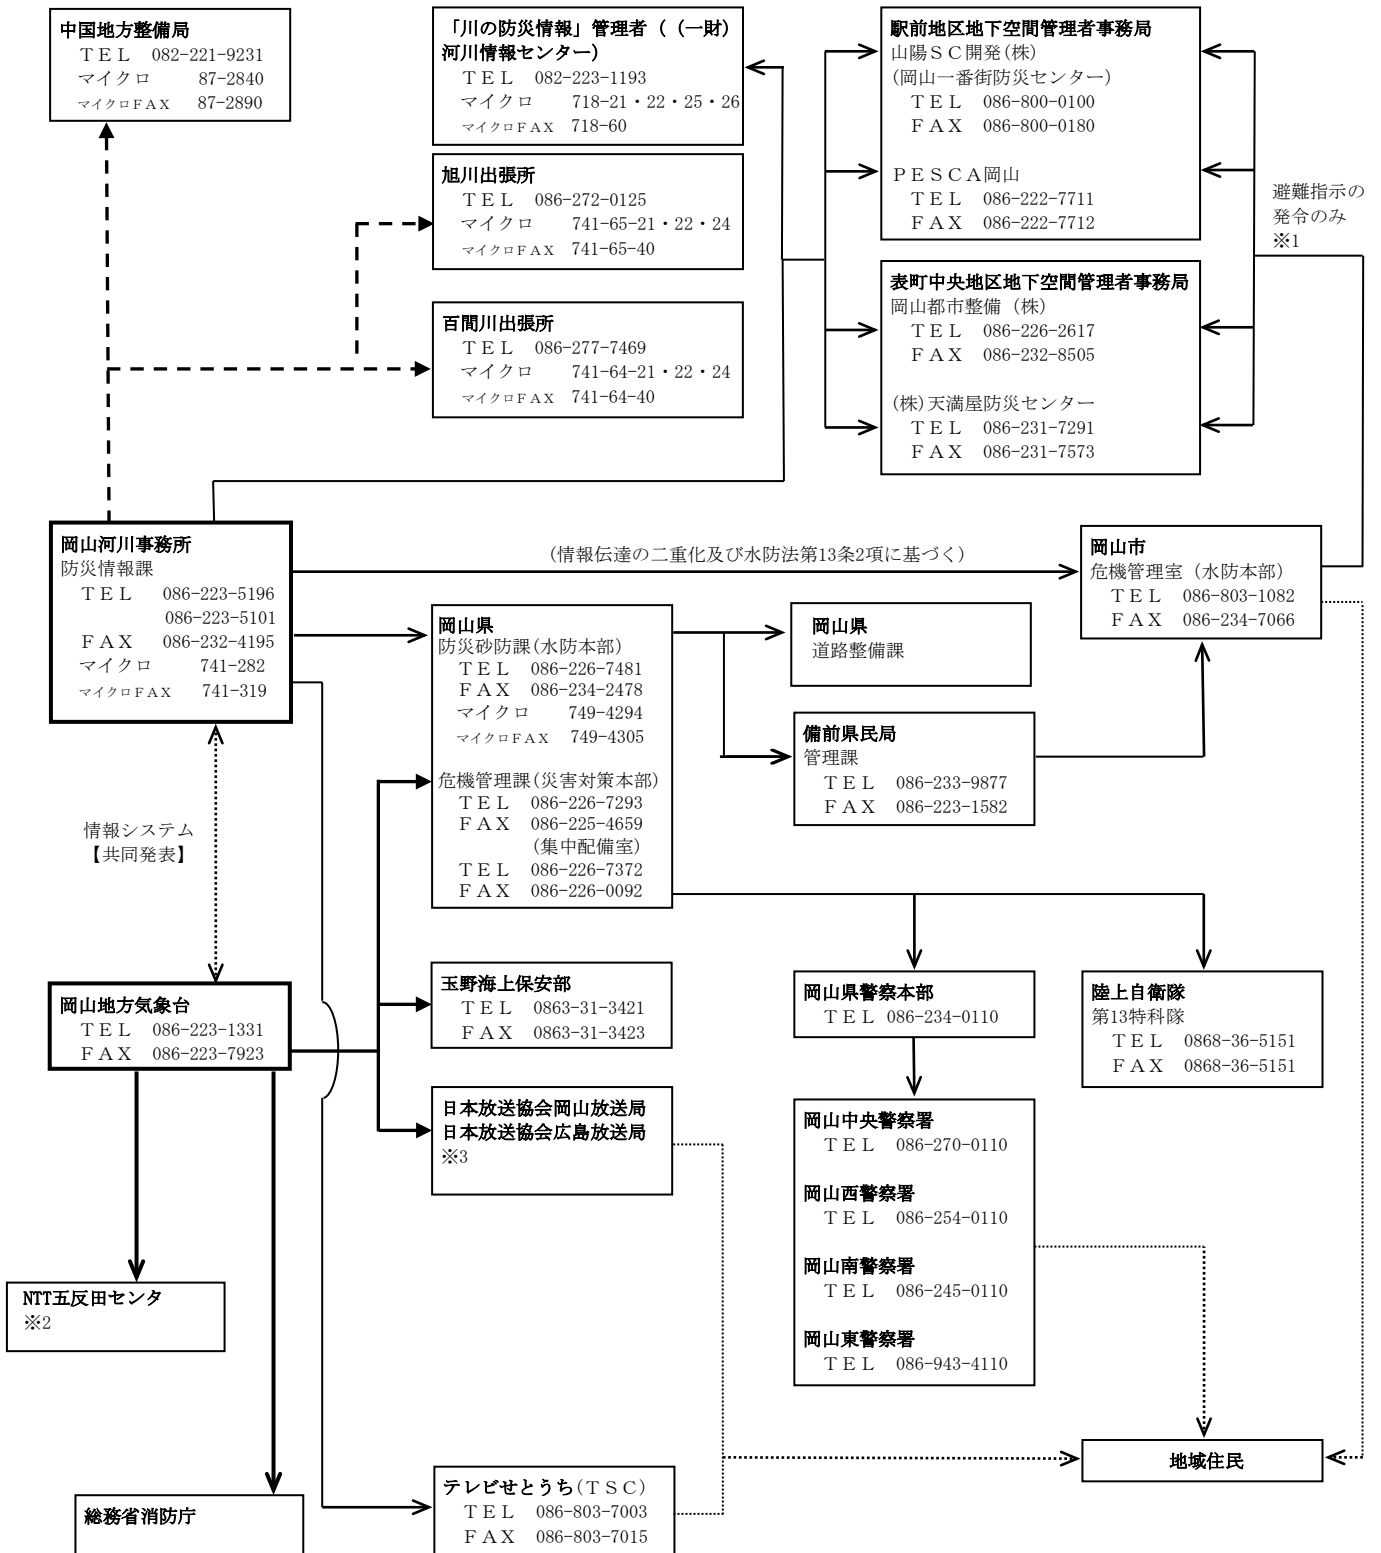 中国地方整備局
ＴＥＬ 082-221-9231
マイクロ 87-2840
マイクロＦＡＸ 87-2890
「川の防災情報」管理者（（一財）
河川情報センター）
ＴＥＬ 082-223-1193
マイクロ 718-21・22・25・26
マイクロＦＡＸ 718-60
旭川出張所
ＴＥＬ 086-272-0125
マイクロ 741-65-21・22・24
マイクロＦＡＸ 741-65-40
百間川出張所
ＴＥＬ 086-277-7469
マイクロ 741-64-21・22・24
マイクロＦＡＸ 741-64-40
駅前地区地下空間管理者事務局
山陽ＳＣ開発(株)
(岡山一番街防災センター)
ＴＥＬ 086-800-0100
ＦＡＸ 086-800-0180
ＰＥＳＣＡ岡山
ＴＥＬ 086-222-7711
ＦＡＸ 086-222-7712
表町中央地区地下空間管理者事務局
岡山都市整備（株）
ＴＥＬ 086-226-2617
ＦＡＸ 086-232-8505
(株)天満屋防災センター
ＴＥＬ 086-231-7291
ＦＡＸ 086-231-7573
避難指示の
発令のみ
※1
岡山河川事務所
防災情報課
ＴＥＬ 086-223-5196
086-223-5101
ＦＡＸ 086-232-4195
マイクロ 741-282
マイクロＦＡＸ 741-319
(情報伝達の二重化及び水防法第13条2項に基づく)
岡山市
危機管理室（水防本部）
ＴＥＬ 086-803-1082
ＦＡＸ 086-234-7066
岡山県
防災砂防課(水防本部)
ＴＥＬ 086-226-7481
ＦＡＸ 086-234-2478
マイクロ 749-4294
マイクロＦＡＸ 749-4305
危機管理課(災害対策本部)
ＴＥＬ 086-226-7293
ＦＡＸ 086-225-4659
(集中配備室)
ＴＥＬ 086-226-7372
ＦＡＸ 086-226-0092
岡山県
道路整備課
備前県民局
管理課
ＴＥＬ 086-233-9877
ＦＡＸ 086-223-1582
情報システム
【共同発表】
岡山地方気象台
ＴＥＬ 086-223-1331
ＦＡＸ 086-223-7923
玉野海上保安部
ＴＥＬ 0863-31-3421
ＦＡＸ 0863-31-3423
日本放送協会岡山放送局
日本放送協会広島放送局
※3
岡山県警察本部
ＴＥＬ 086-234-0110
陸上自衛隊
第13特科隊
ＴＥＬ 0868-36-5151
ＦＡＸ 0868-36-5151
岡山中央警察署
ＴＥＬ 086-270-0110
岡山西警察署
ＴＥＬ 086-254-0110
岡山南警察署
ＴＥＬ 086-245-0110
岡山東警察署
ＴＥＬ 086-943-4110
NTT五反田センタ
※2
地域住民
総務省消防庁
テレビせとうち(ＴＳＣ)
ＴＥＬ 086-803-7003
ＦＡＸ 086-803-7015